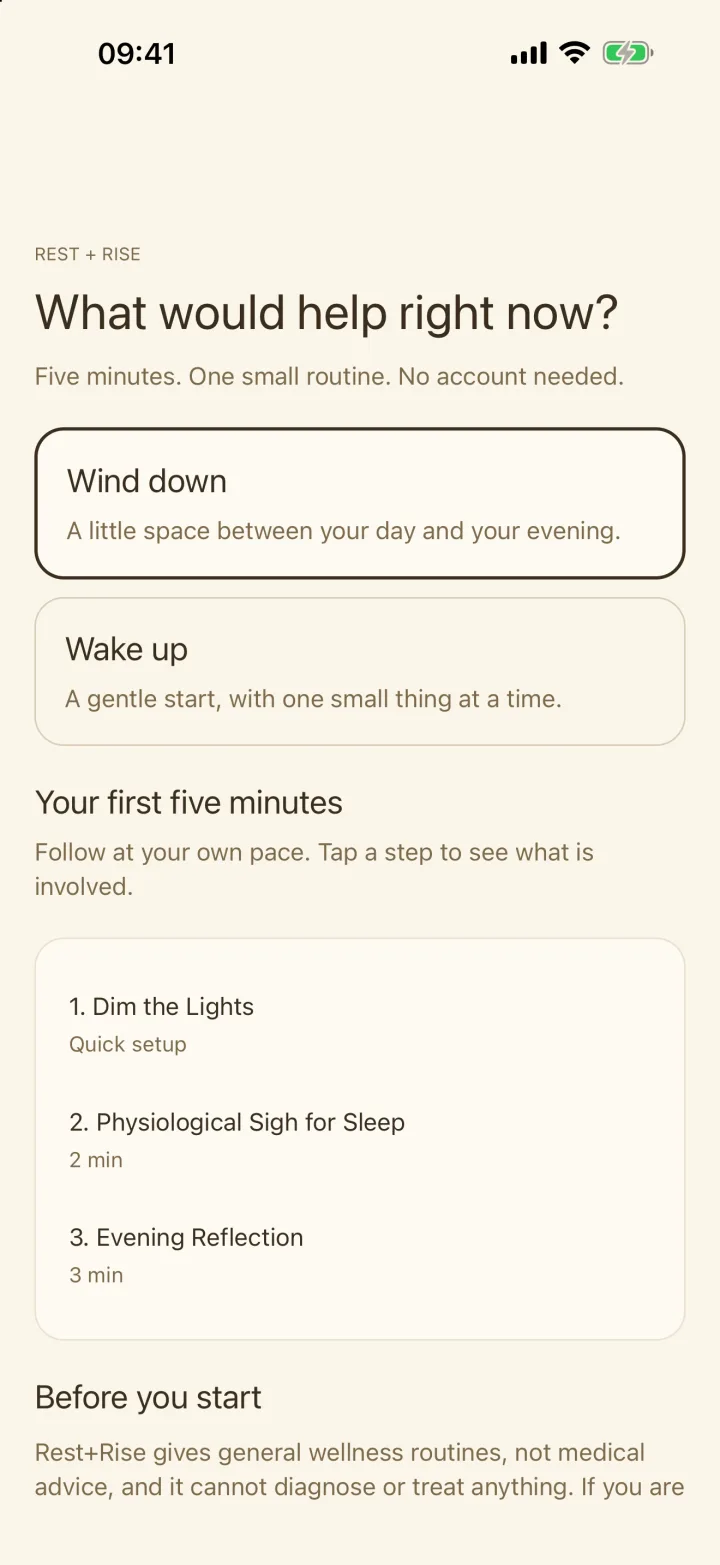 09:41
REST + RISE
What would help right now?
Five minutes. One small routine. No account needed.
Wind down
A little space between your day and your evening.
Wake up
A gentle start, with one small thing at a time.
Your first five minutes
Follow at your own pace. Tap a step to see what is
involved.
1. Dim the Lights
Quick setup
2. Physiological Sigh for Sleep
2 min
3. Evening Reflection
3 min
Before you start
Rest+Rise gives general wellness routines, not medical
advice, and it cannot diagnose or treat anything. If you are